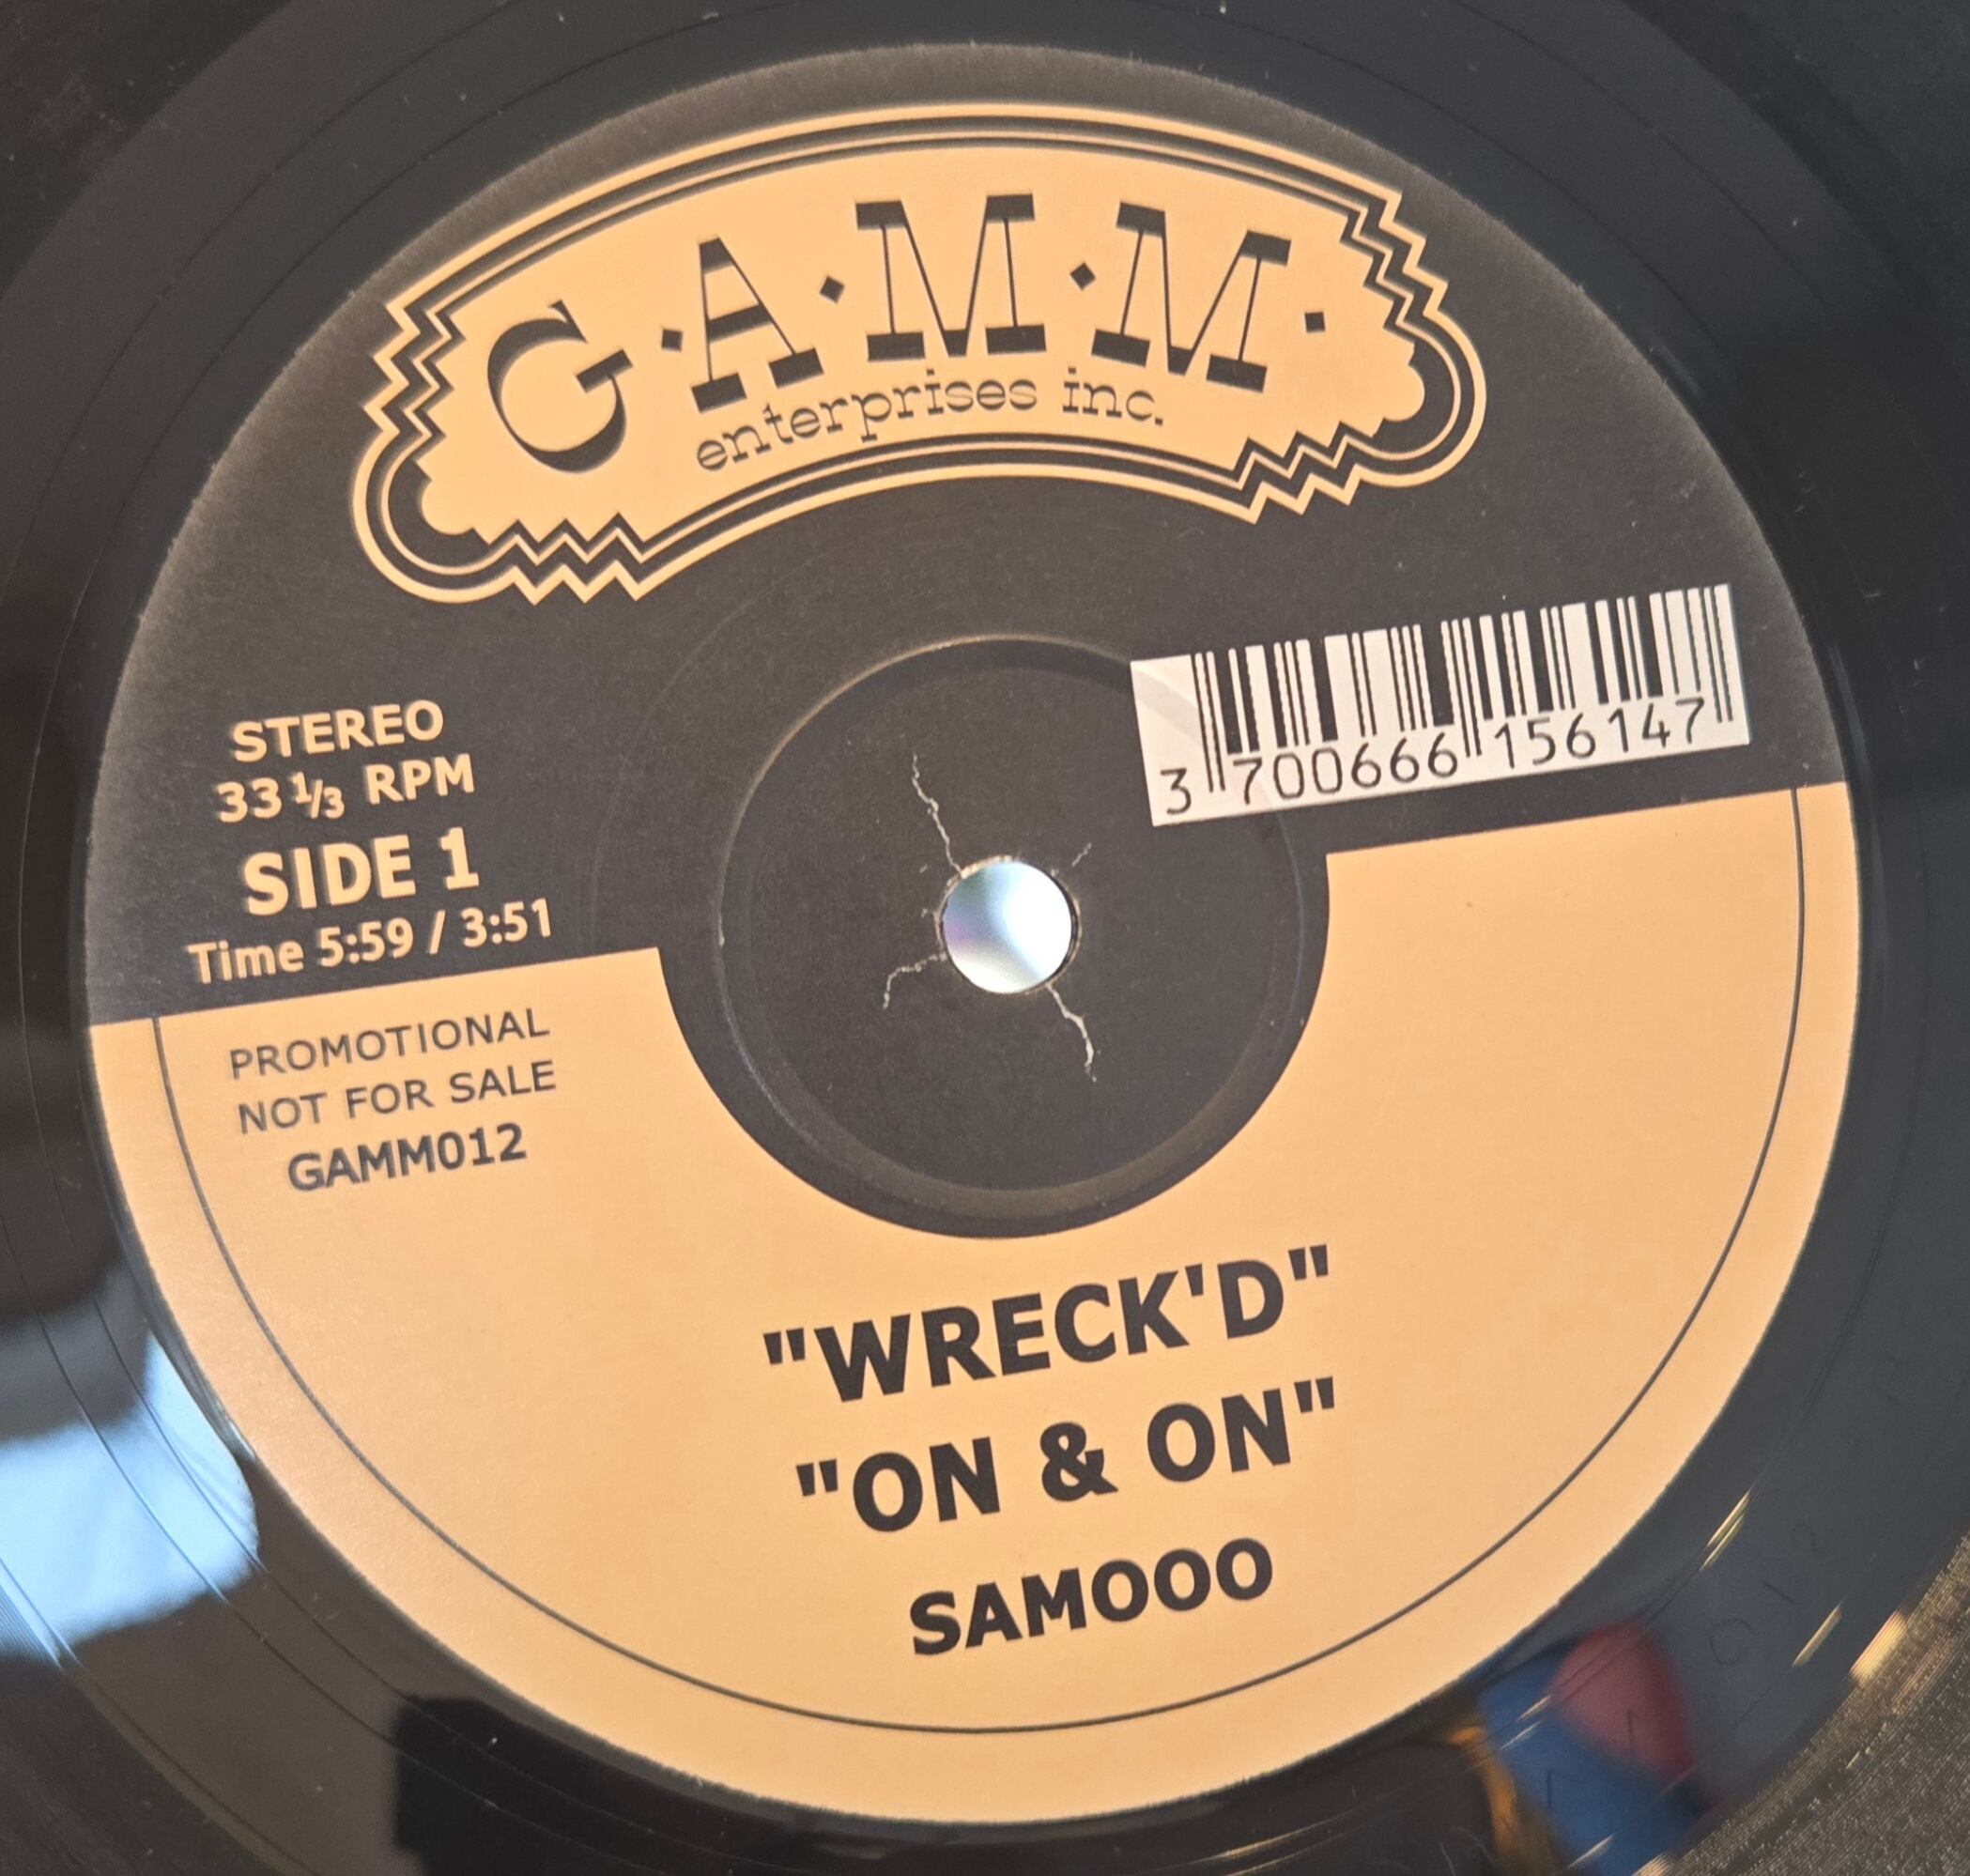 G·A·M·M·
enterprises inc.
3 700666 156147
STEREO
33 1/3 RPM
SIDE 1
Time 5:59 / 3:51
PROMOTIONAL
NOT FOR SALE
GAMM012
"WRECK'D"
"ON & ON"
SAMOOO